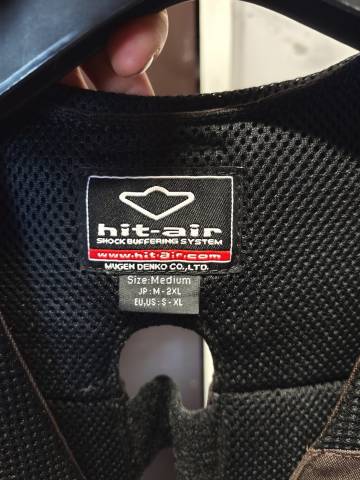 hit-air
SHOCK BUFFERING SYSTEM
www.hit-air.com
MUGEN DENKO CO.,LTD.
Size:Medium
JP : M - 2XL
EU,US : S - XL